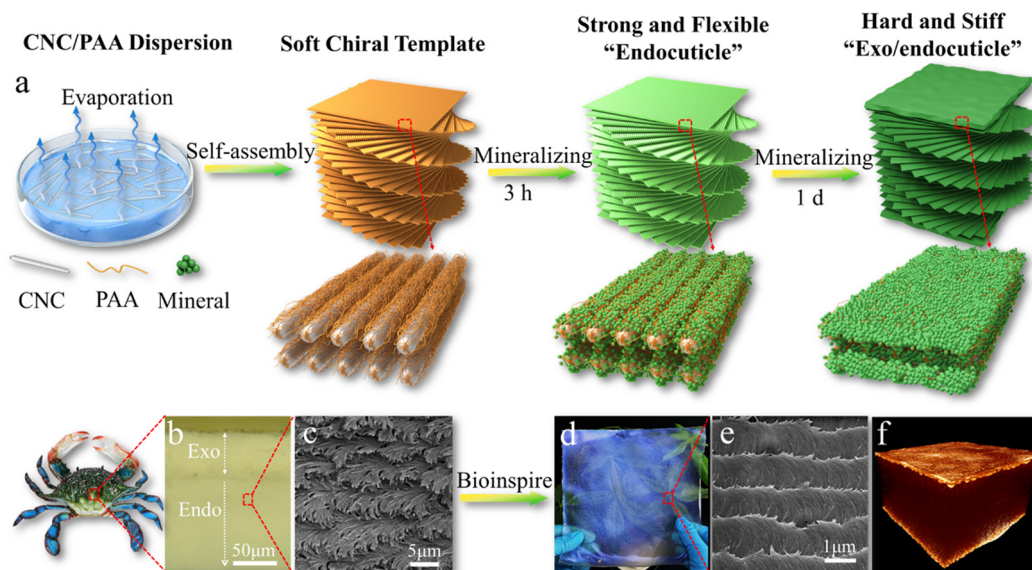 CNC/PAA Dispersion
Soft Chiral Template
Strong and Flexible
“Endocuticle”
Hard and Stiff
“Exo/endocuticle”
a
Evaporation
Self-assembly
Mineralizing
3 h
Mineralizing
1 d
CNC
PAA
Mineral
b
Exo
Endo
50μm
c
5μm
Bioinspire
d
e
1μm
f